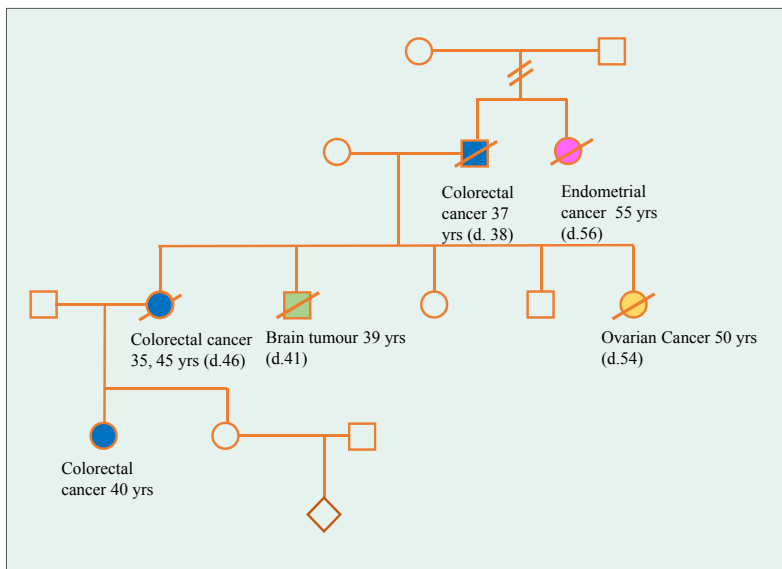 Colorectal
cancer 37
yrs (d. 38)
Endometrial
cancer 55 yrs
(d.56)
Colorectal cancer
35, 45 yrs (d.46)
Brain tumour 39 yrs
(d.41)
Ovarian Cancer 50 yrs
(d.54)
Colorectal
cancer 40 yrs